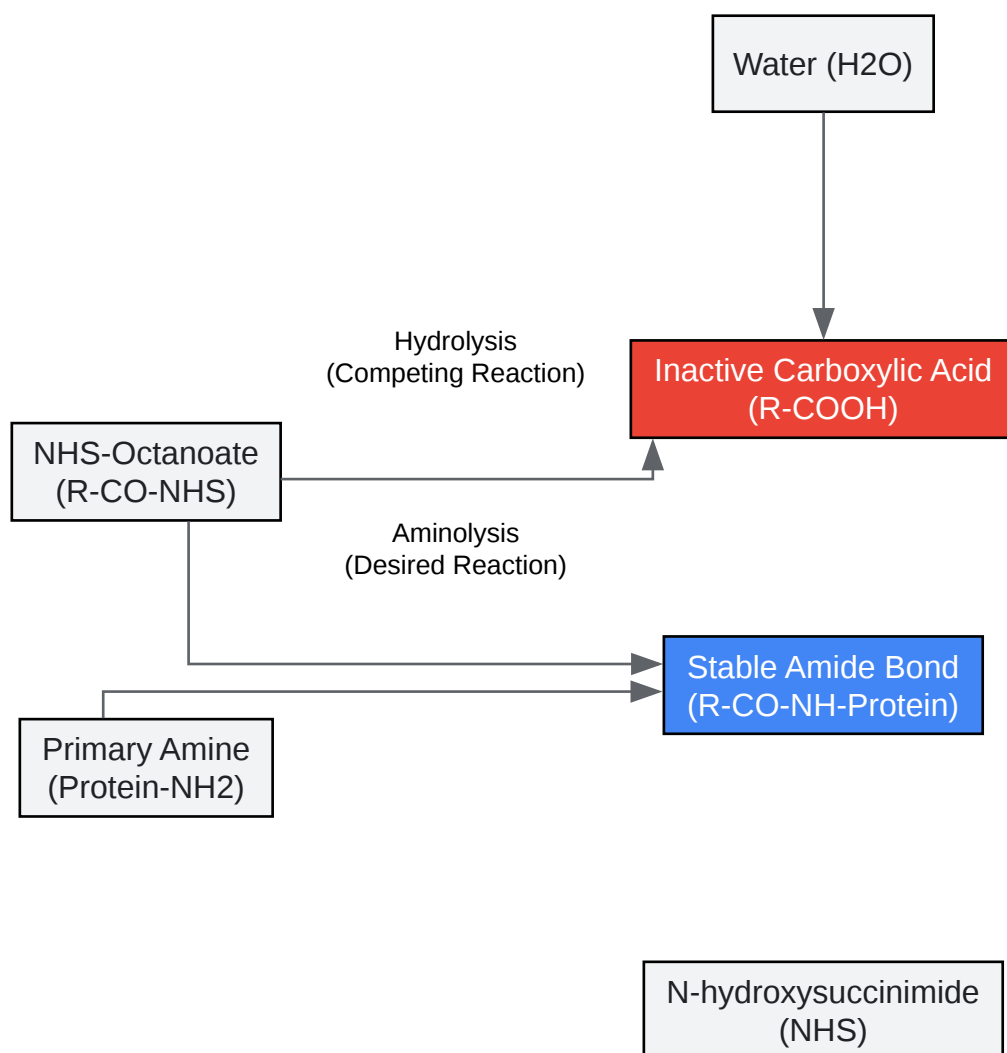 Water (H2O)
Hydrolysis
(Competing Reaction)
Inactive Carboxylic Acid
(R-COOH)
NHS-Octanoate
(R-CO-NHS)
Aminolysis
(Desired Reaction)
Stable Amide Bond
(R-CO-NH-Protein)
Primary Amine
(Protein-NH2)
N-hydroxysuccinimide
(NHS)